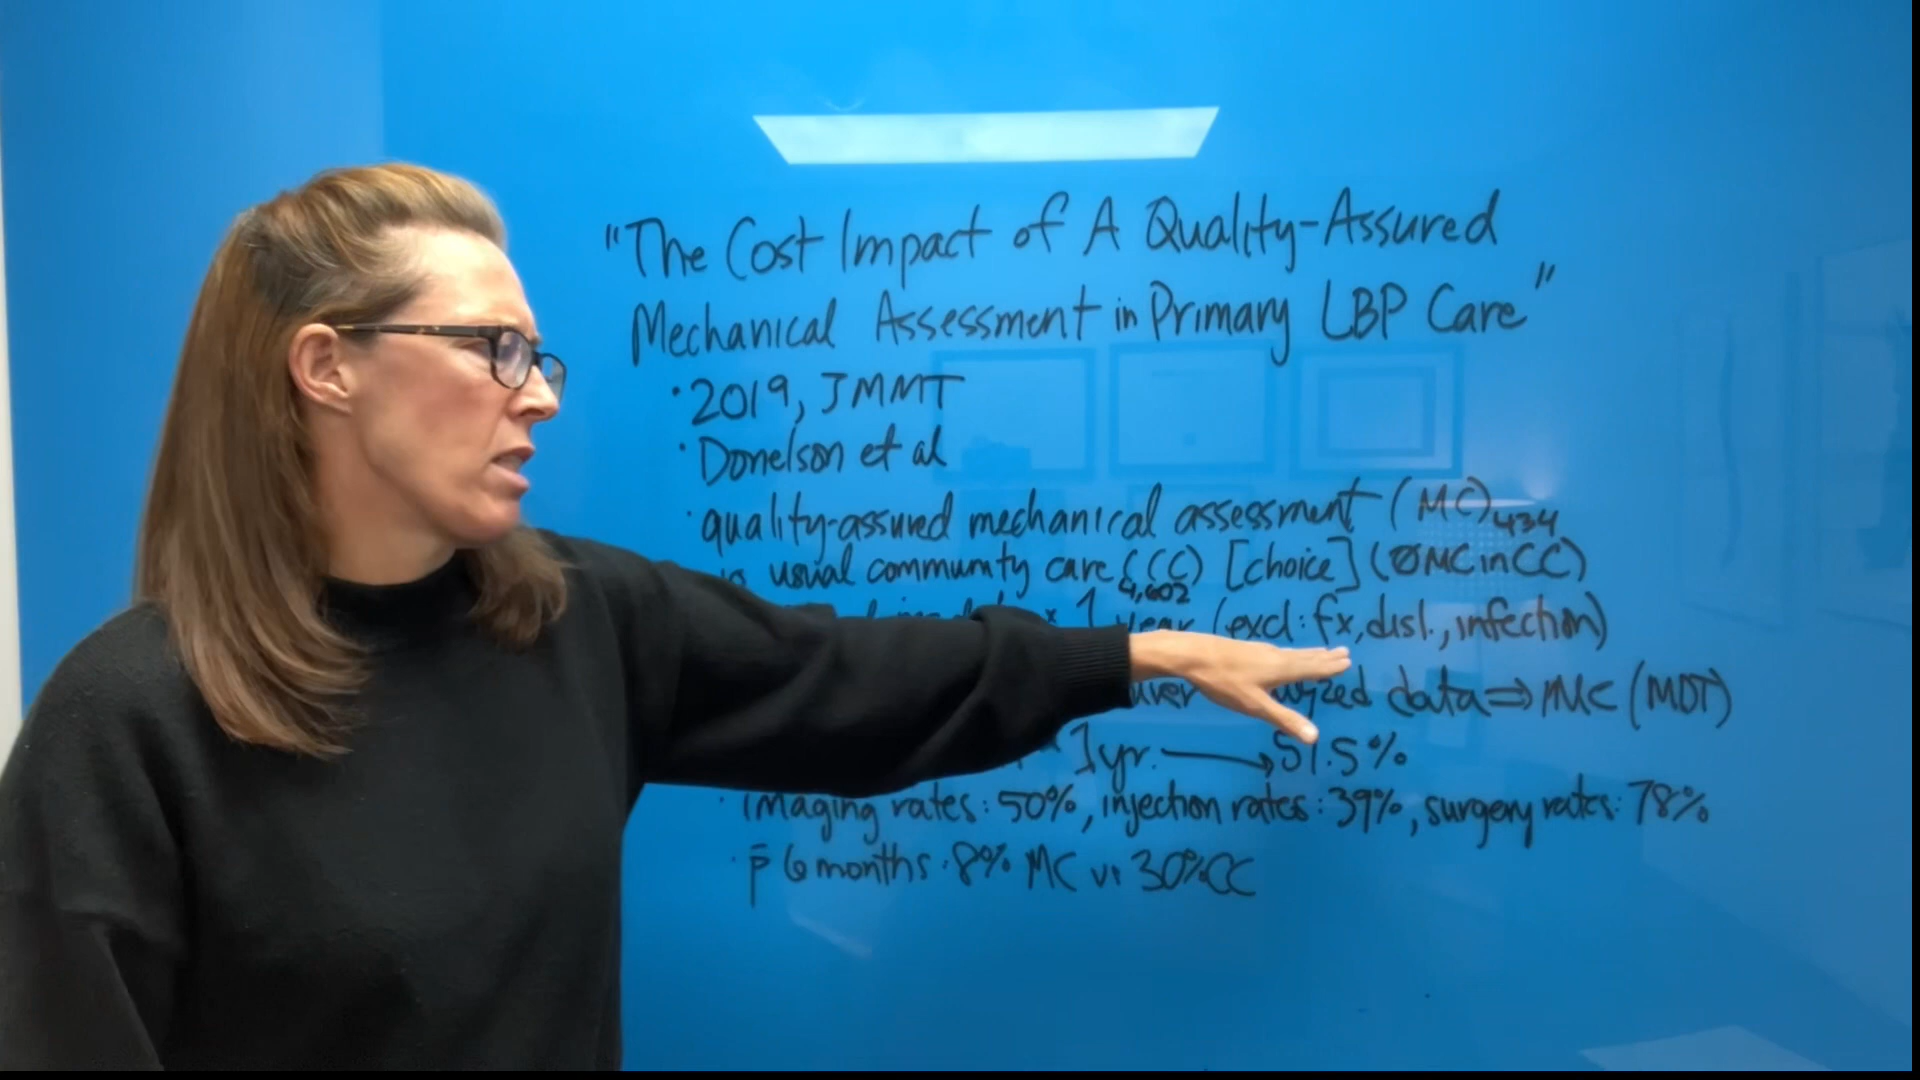 "The Cost Impact of A Quality-Assured
Mechanical Assessment in Primary LBP Care"
· 2019, JMMT
· Donelson et al
· quality-assured mechanical assessment (MC) 434
usual community care (CC) [choice] (ØMC in CC)
4,602
1 year (excl: fx, disl., infection)
data ⇒ MC (MDT)
1yr. → 51.5%
· imaging rates: 50%, injection rates: 39%, surgery rates: 78%
· p̄ 6 months · 8% MC vs 30% CC